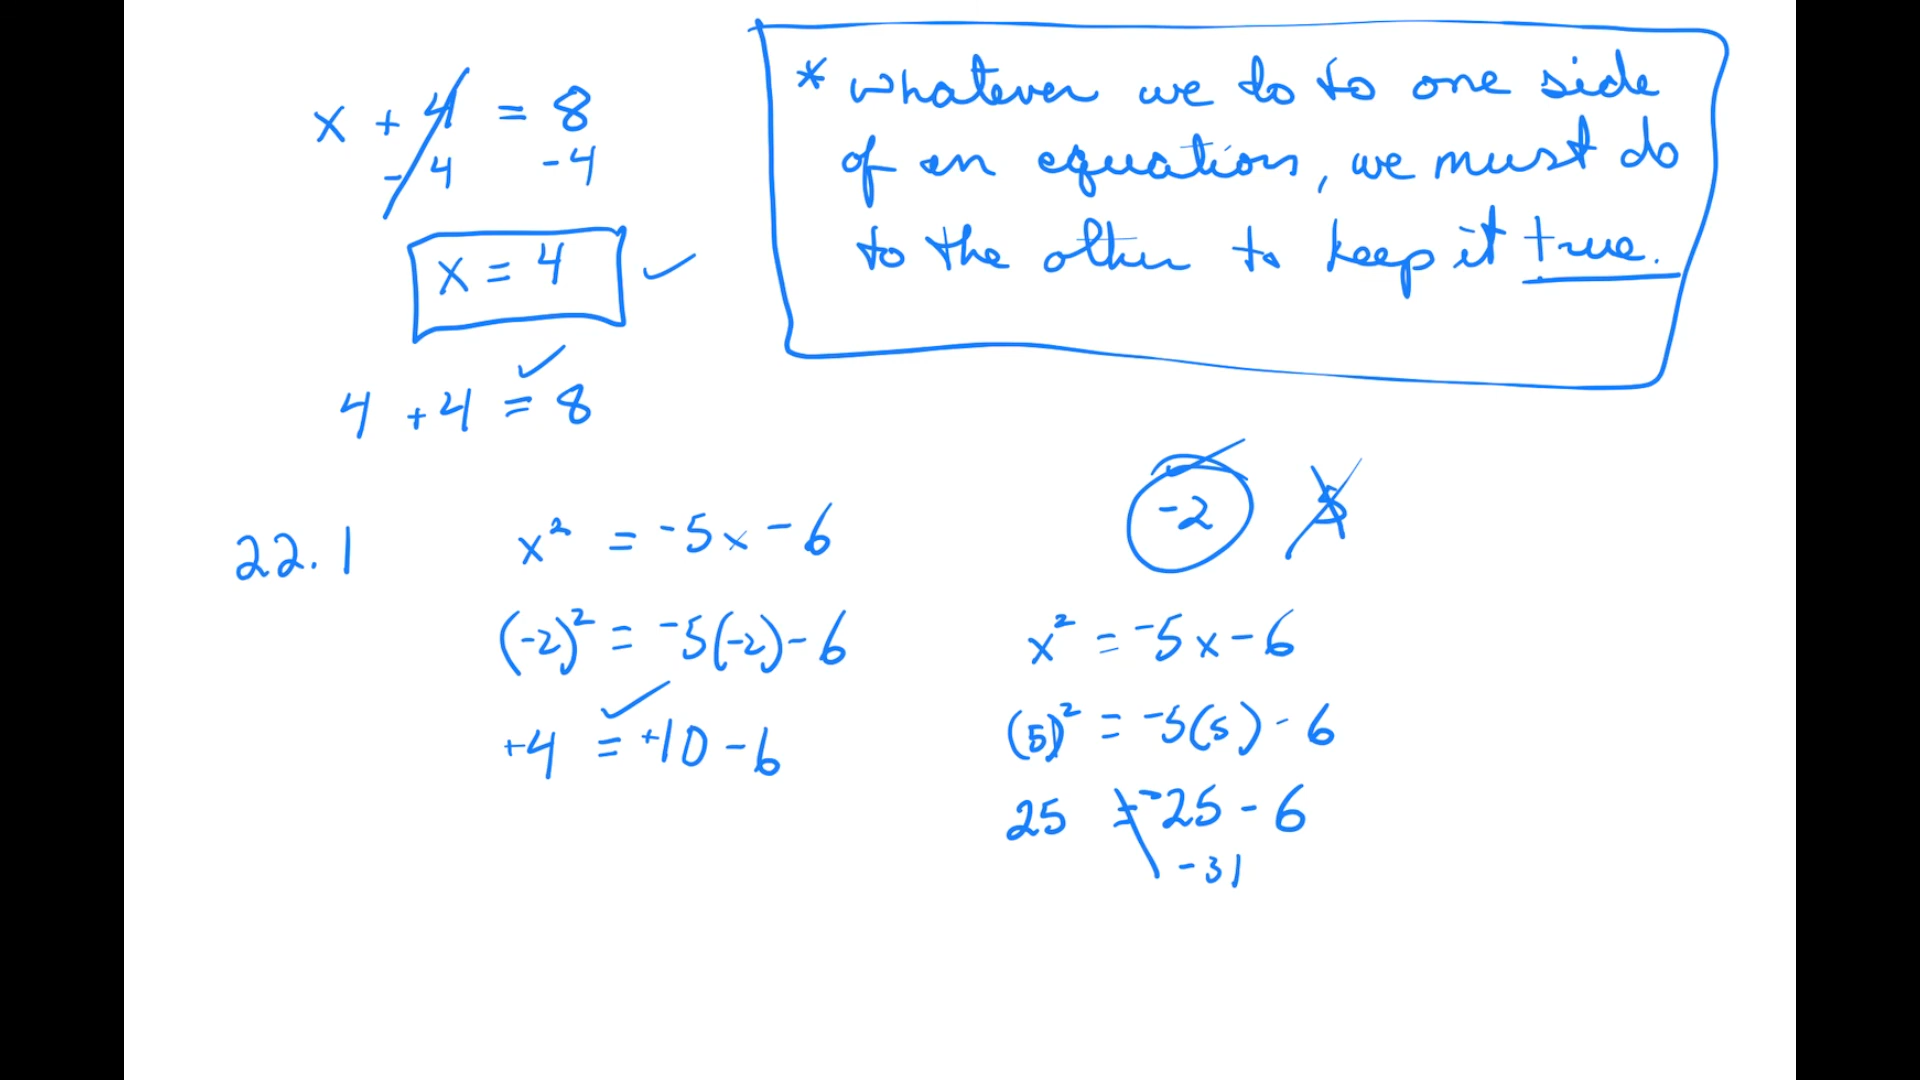 x + 4 = 8
- 4 - 4
x = 4 ✓
✓
4 + 4 = 8
* whatever we do to one side
of an equation, we must do
to the other to keep it true.
22.1
x² = -5x - 6
(-2)² = -5(-2) - 6
✓
+4 = +10 - 6
-2 5
x² = -5x - 6
(5)² = -5(5) - 6
25 = -25 - 6
-31